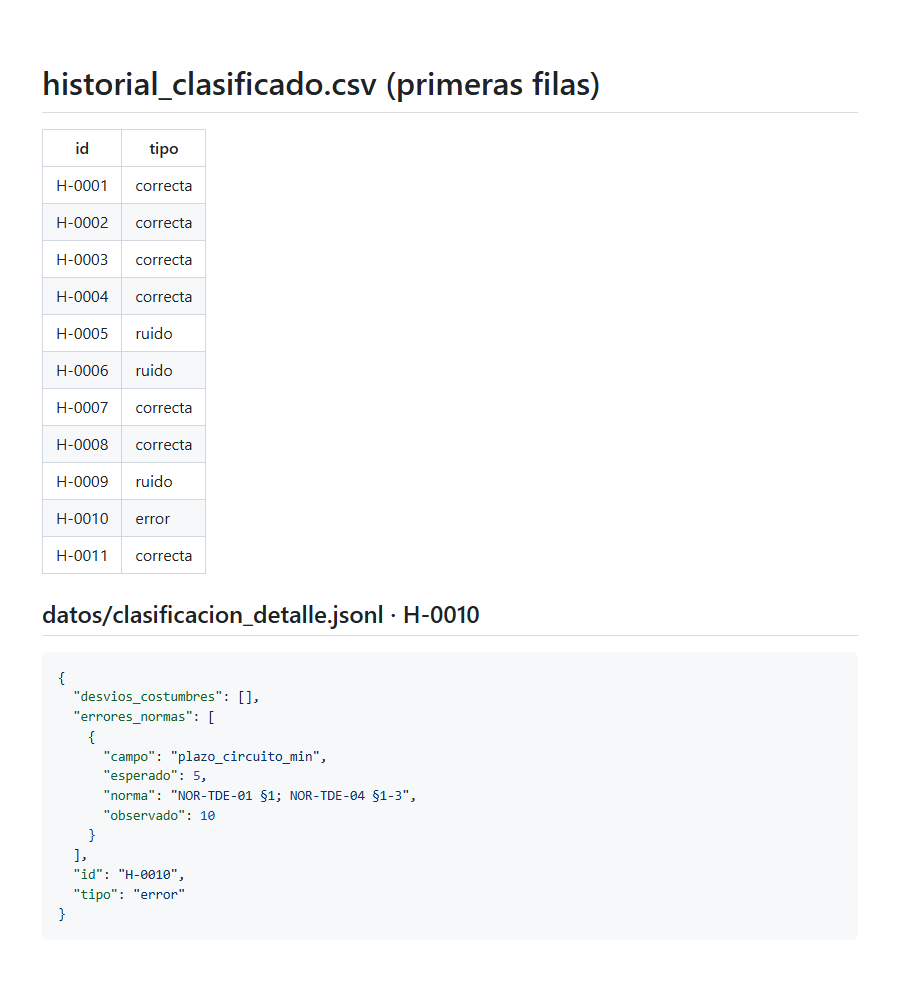 historial_clasificado.csv (primeras filas)
id tipo
H-0001 correcta
H-0002 correcta
H-0003 correcta
H-0004 correcta
H-0005 ruido
H-0006 ruido
H-0007 correcta
H-0008 correcta
H-0009 ruido
H-0010 error
H-0011 correcta
datos/clasificacion_detalle.jsonl · H-0010
{
  "desvios_costumbres": [],
  "errores_normas": [
    {
      "campo": "plazo_circuito_min",
      "esperado": 5,
      "norma": "NOR-TDE-01 §1; NOR-TDE-04 §1-3",
      "observado": 10
    }
  ],
  "id": "H-0010",
  "tipo": "error"
}